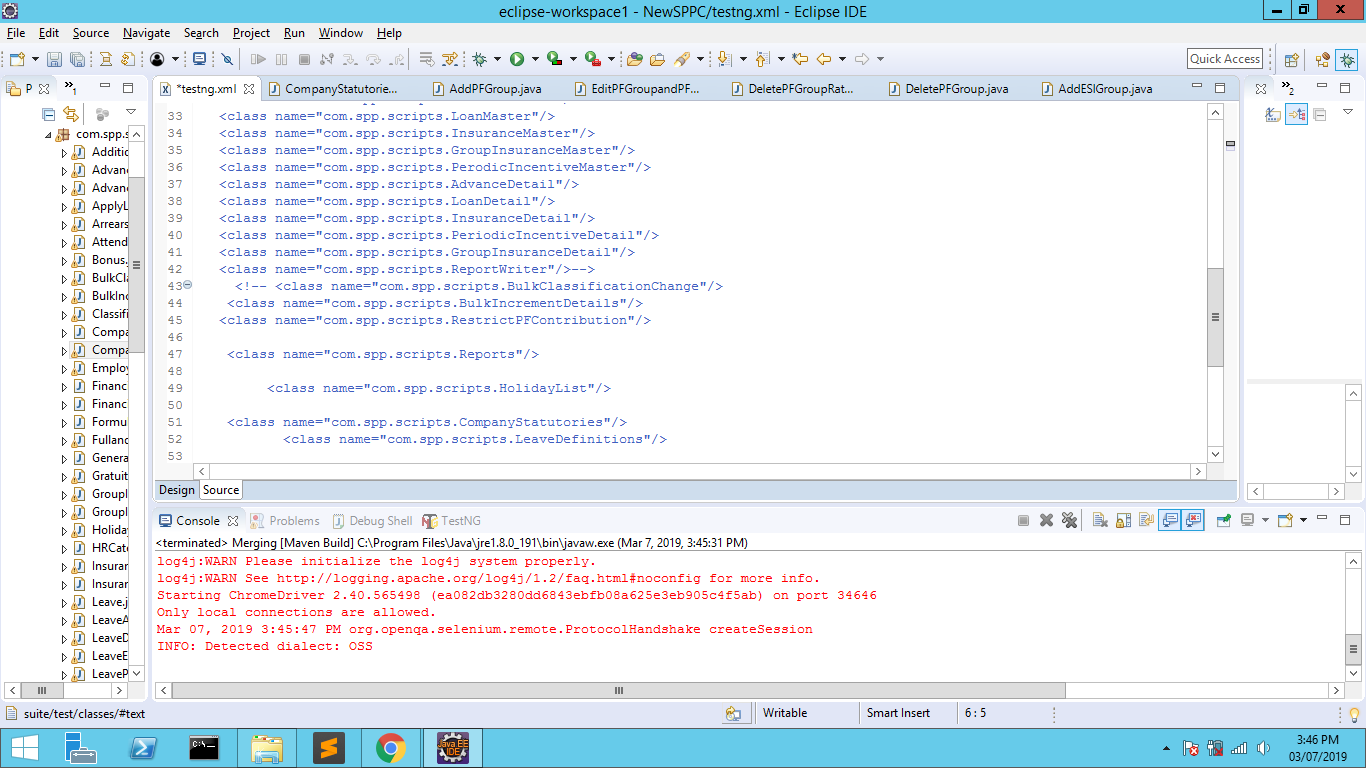 eclipse-workspace1 - NewSPPC/testng.xml - Eclipse IDE
File Edit Source Navigate Search Project Run Window Help
Quick Access
P
»1
*testng.xml
CompanyStatutorie...
AddPFGroup.java
EditPFGroupandPF...
DeletePFGroupRat...
DeletePFGroup.java
AddESIGroup.java
»2
com.spp.s
Additic
Advan
Advan
ApplyL
Arrears
Attend
Bonus.
BulkCl
BulkInc
Classifi
Compa
Compa
Employ
Financ
Financ
Formu
Fulland
Genera
Gratuit
GroupI
GroupI
Holiday
HRCate
Insuran
Insuran
Leave.j
LeaveA
LeaveD
LeaveE
LeaveP
33 <class name="com.spp.scripts.LoanMaster"/>
34 <class name="com.spp.scripts.InsuranceMaster"/>
35 <class name="com.spp.scripts.GroupInsuranceMaster"/>
36 <class name="com.spp.scripts.PerodicIncentiveMaster"/>
37 <class name="com.spp.scripts.AdvanceDetail"/>
38 <class name="com.spp.scripts.LoanDetail"/>
39 <class name="com.spp.scripts.InsuranceDetail"/>
40 <class name="com.spp.scripts.PeriodicIncentiveDetail"/>
41 <class name="com.spp.scripts.GroupInsuranceDetail"/>
42 <class name="com.spp.scripts.ReportWriter"/>-->
43 <!-- <class name="com.spp.scripts.BulkClassificationChange"/>
44 <class name="com.spp.scripts.BulkIncrementDetails"/>
45 <class name="com.spp.scripts.RestrictPFContribution"/>
46
47 <class name="com.spp.scripts.Reports"/>
48
49 <class name="com.spp.scripts.HolidayList"/>
50
51 <class name="com.spp.scripts.CompanyStatutories"/>
52 <class name="com.spp.scripts.LeaveDefinitions"/>
53
Design Source
Console Problems Debug Shell TestNG
<terminated> Merging [Maven Build] C:\Program Files\Java\jre1.8.0_191\bin\javaw.exe (Mar 7, 2019, 3:45:31 PM)
log4j:WARN Please initialize the log4j system properly.
log4j:WARN See http://logging.apache.org/log4j/1.2/faq.html#noconfig for more info.
Starting ChromeDriver 2.40.565498 (ea082db3280dd6843ebfb08a625e3eb905c4f5ab) on port 34646
Only local connections are allowed.
Mar 07, 2019 3:45:47 PM org.openqa.selenium.remote.ProtocolHandshake createSession
INFO: Detected dialect: OSS
suite/test/classes/#text
Writable
Smart Insert
6 : 5
C:\_
Java EE
IDE
3:46 PM
03/07/2019